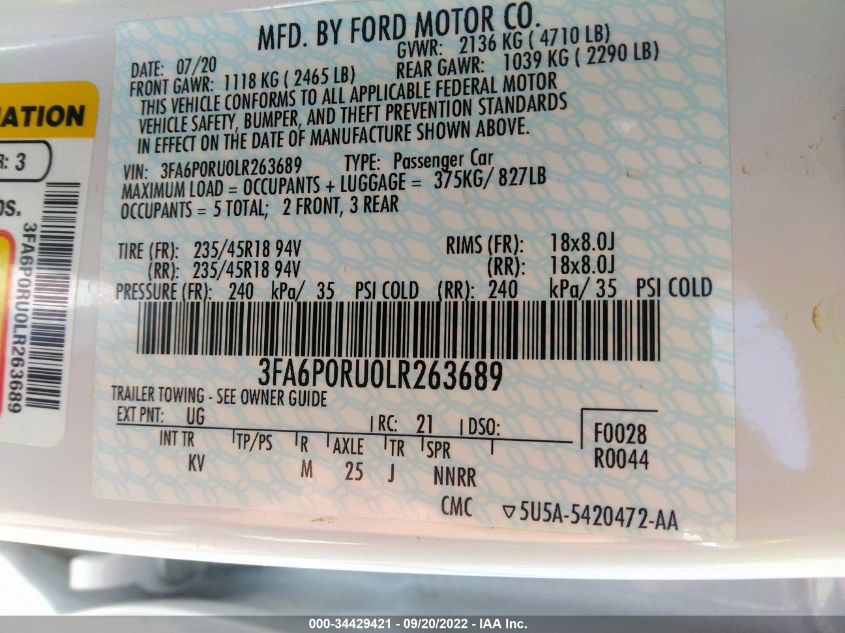 MFD. BY FORD MOTOR CO.
DATE: 07/20 GVWR: 2136 KG ( 4710 LB)
FRONT GAWR: 1118 KG ( 2465 LB) REAR GAWR: 1039 KG ( 2290 LB)
THIS VEHICLE CONFORMS TO ALL APPLICABLE FEDERAL MOTOR
VEHICLE SAFETY, BUMPER, AND THEFT PREVENTION STANDARDS
IN EFFECT ON THE DATE OF MANUFACTURE SHOWN ABOVE.
VIN: 3FA6P0RU0LR263689 TYPE: Passenger Car
MAXIMUM LOAD = OCCUPANTS + LUGGAGE = 375KG/ 827LB
OCCUPANTS = 5 TOTAL; 2 FRONT, 3 REAR
TIRE (FR): 235/45R18 94V RIMS (FR): 18x8.0J
(RR): 235/45R18 94V (RR): 18x8.0J
PRESSURE (FR): 240 kPa/ 35 PSI COLD (RR): 240 kPa/ 35 PSI COLD
3FA6P0RU0LR263689
TRAILER TOWING - SEE OWNER GUIDE
EXT PNT: UG RC: 21 DSO:
INT TR TP/PS R AXLE TR SPR
KV M 25 J NNRR
F0028
R0044
CMC ▽5U5A-5420472-AA
ATION
R: 3
OS.
3FA6P0RU0LR263689
000-34429421 - 09/20/2022 - IAA Inc.